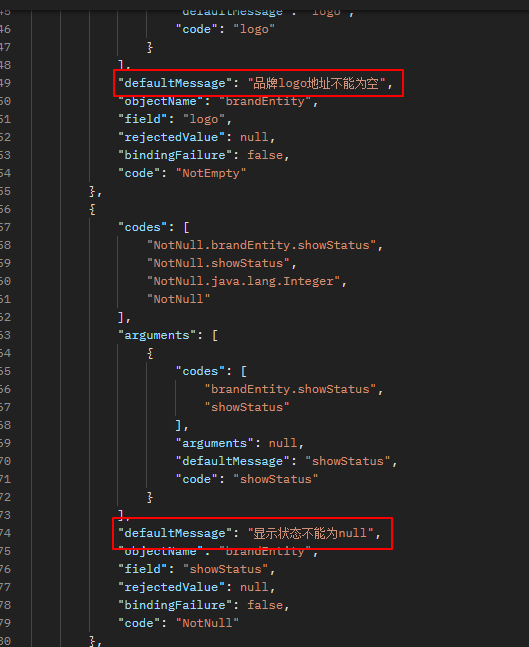 45 "defaultMessage": "logo",
46 "code": "logo"
47 }
48 ],
49 "defaultMessage": "品牌logo地址不能为空",
50 "objectName": "brandEntity",
51 "field": "logo",
52 "rejectedValue": null,
53 "bindingFailure": false,
54 "code": "NotEmpty"
55 },
56 {
57 "codes": [
58 "NotNull.brandEntity.showStatus",
59 "NotNull.showStatus",
60 "NotNull.java.lang.Integer",
61 "NotNull"
62 ],
63 "arguments": [
64 {
65 "codes": [
66 "brandEntity.showStatus",
67 "showStatus"
68 ],
69 "arguments": null,
70 "defaultMessage": "showStatus",
71 "code": "showStatus"
72 }
73 ],
74 "defaultMessage": "显示状态不能为null",
75 "objectName": "brandEntity",
76 "field": "showStatus",
77 "rejectedValue": null,
78 "bindingFailure": false,
79 "code": "NotNull"
80 },